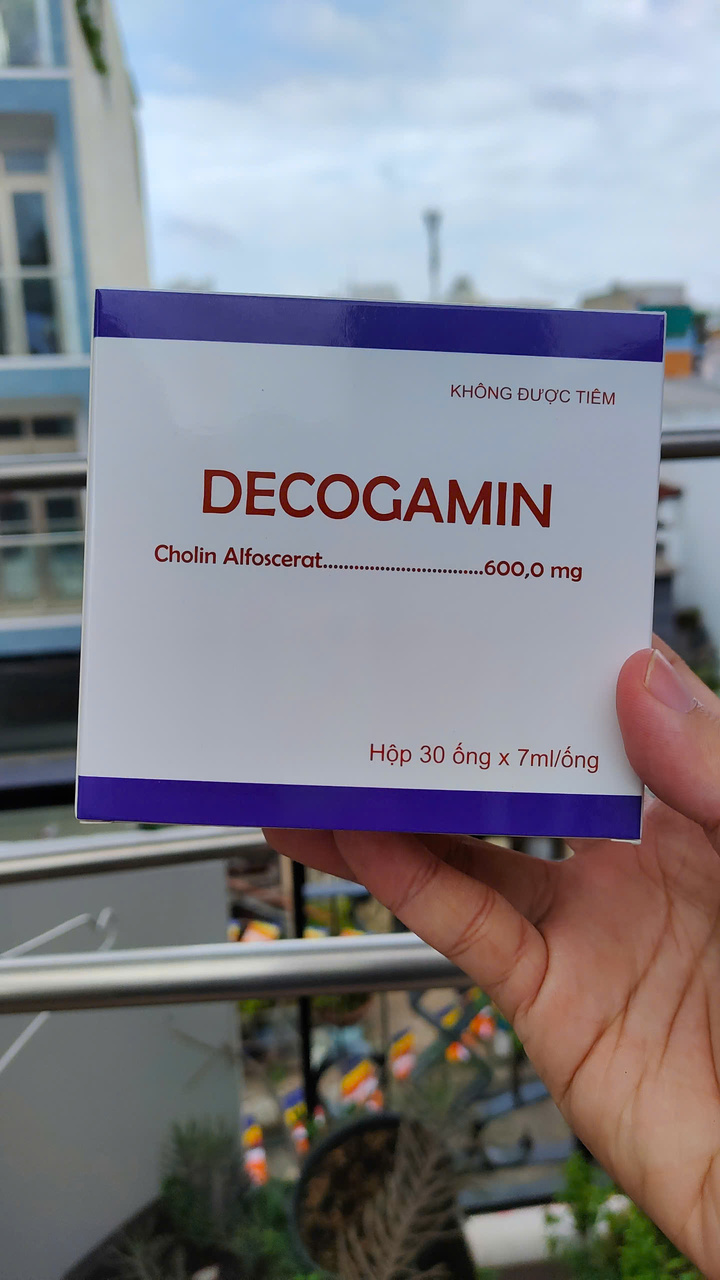 KHÔNG ĐƯỢC TIÊM
DECOGAMIN
Cholin Alfoscerat...............................600,0 mg
Hộp 30 ống x 7ml/ống